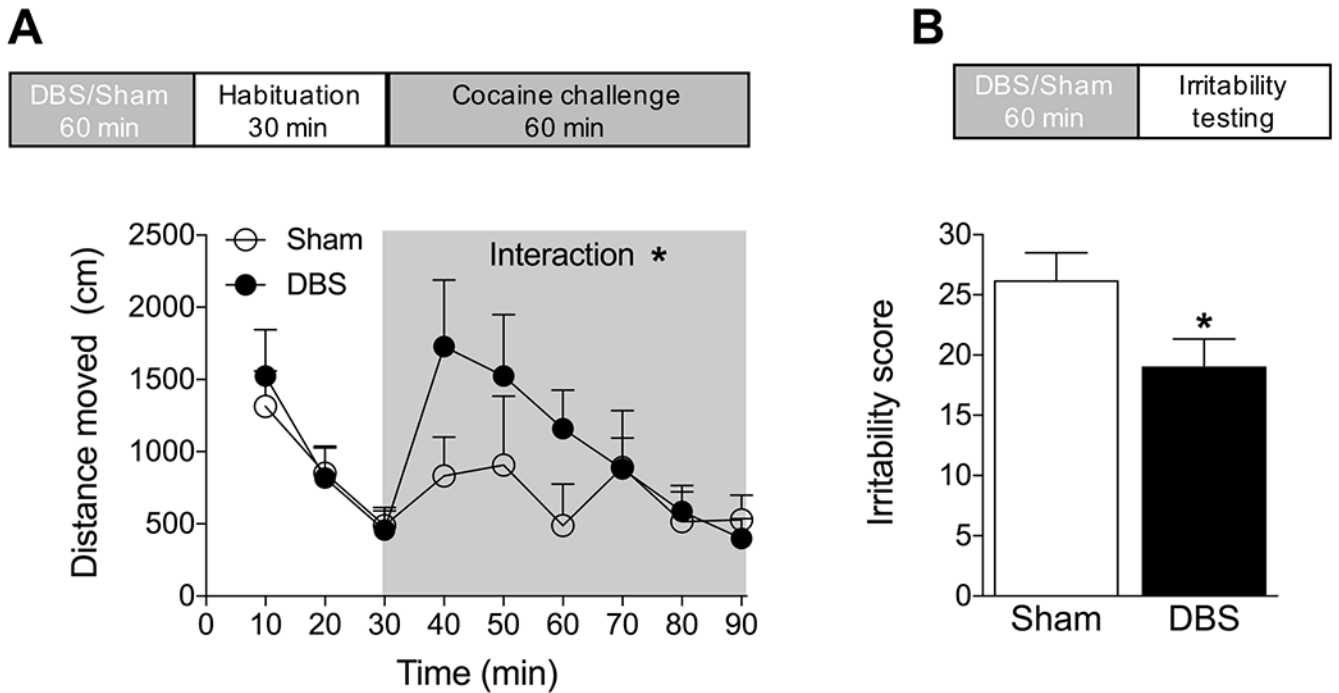 A
DBS/Sham
60 min
Habituation
30 min
Cocaine challenge
60 min
Distance moved (cm)
2500
2000
1500
1000
500
0
Sham
DBS
Interaction *
0 10 20 30 40 50 60 70 80 90
Time (min)
B
DBS/Sham
60 min
Irritability
testing
Irritability score
30
25
20
15
10
5
0
*
Sham DBS